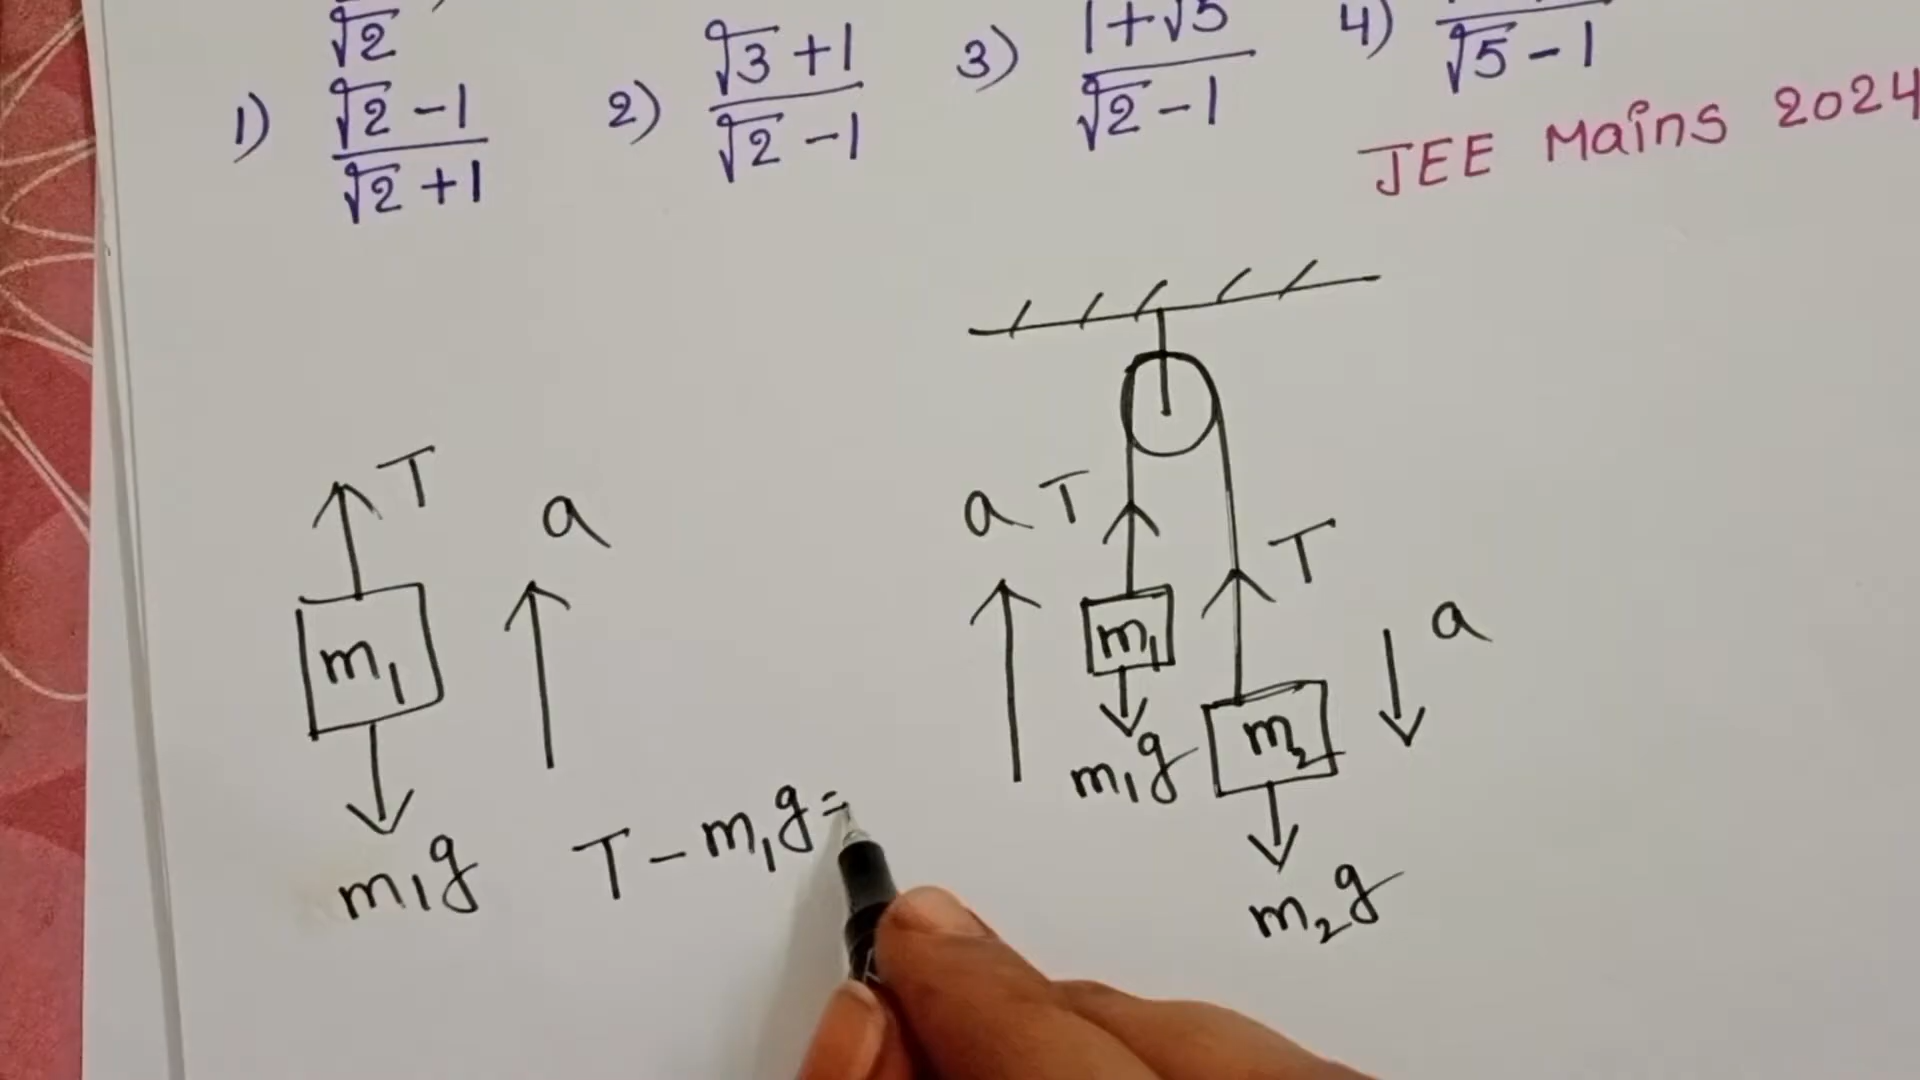 √2
1) (√2 - 1)/(√2 + 1) 2) (√3 + 1)/(√2 - 1) 3) (1 + √5)/(√2 - 1) 4) √5 - 1
JEE Mains 2024
T
a
m₁
m₁g
T - m₁g =
a
T
T
m₁
a
m₂
m₁g
m₂g